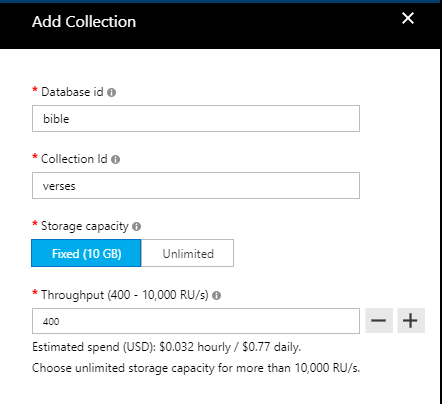 Add Collection
* Database id
bible
* Collection Id
verses
* Storage capacity
Fixed (10 GB) Unlimited
* Throughput (400 - 10,000 RU/s)
400
Estimated spend (USD): $0.032 hourly / $0.77 daily.
Choose unlimited storage capacity for more than 10,000 RU/s.